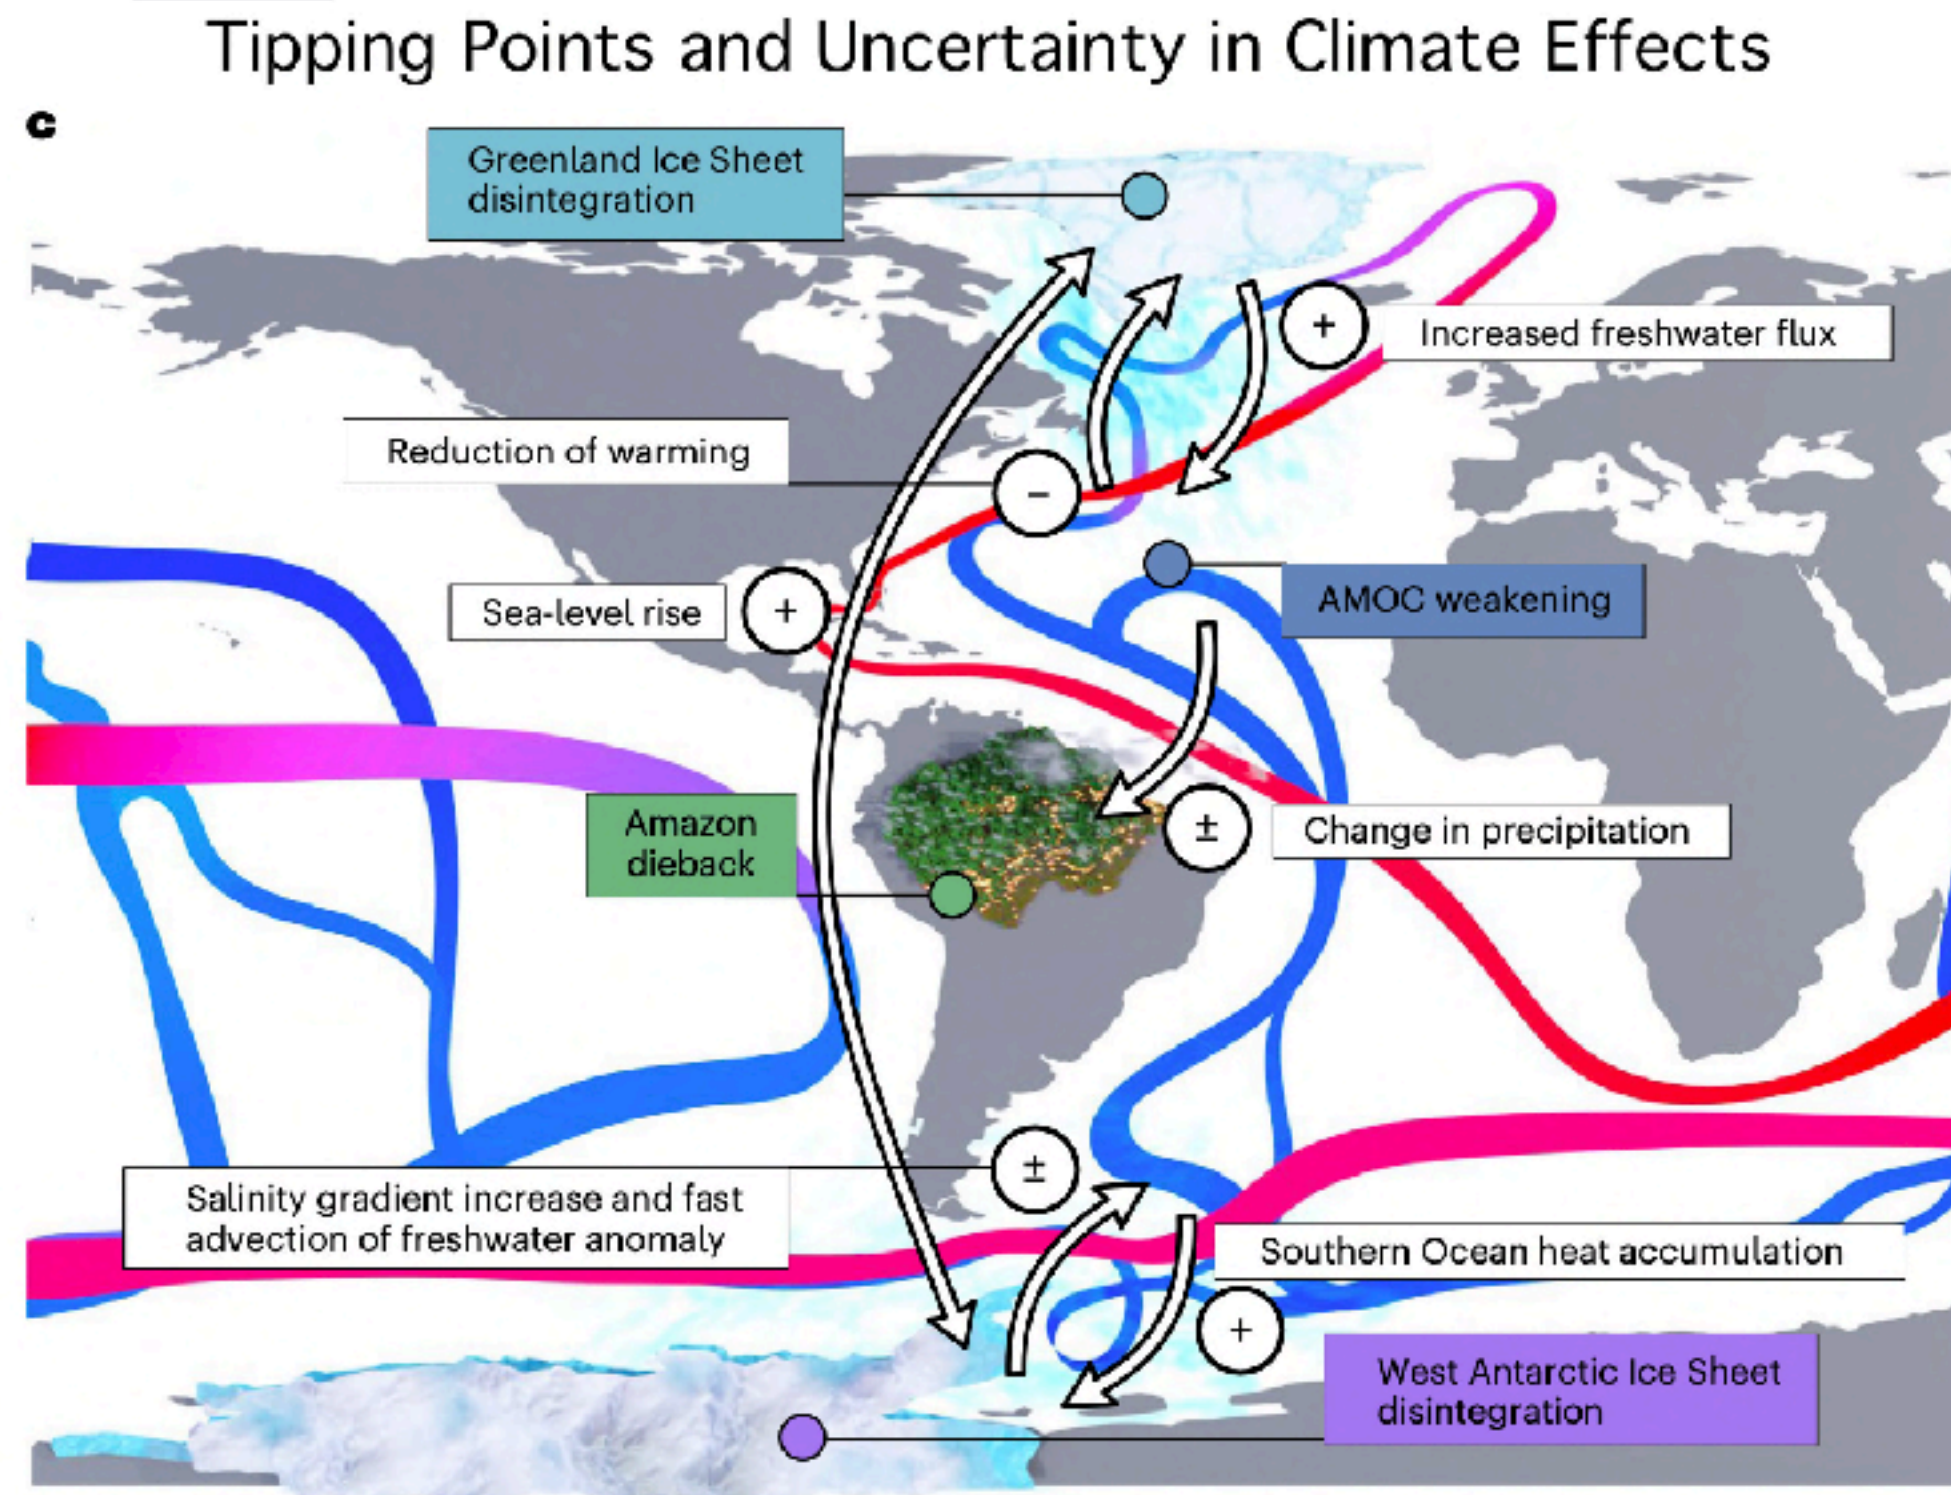 Tipping Points and Uncertainty in Climate Effects
c
Greenland Ice Sheet
disintegration
+
Increased freshwater flux
Reduction of warming
−
Sea-level rise
+
AMOC weakening
Amazon
dieback
±
Change in precipitation
±
Salinity gradient increase and fast
advection of freshwater anomaly
Southern Ocean heat accumulation
+
West Antarctic Ice Sheet
disintegration